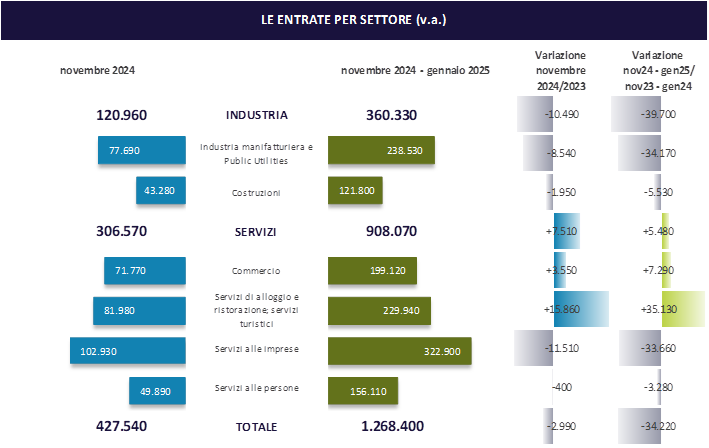 LE ENTRATE PER SETTORE (v.a.)
novembre 2024
novembre 2024 - gennaio 2025
Variazione
novembre
2024/2023
Variazione
nov24 - gen25/
nov23 - gen24
120.960 INDUSTRIA 360.330 -10.490 -39.700
77.690 Industria manifatturiera e
Public Utilities 238.530 -8.540 -34.170
43.280 Costruzioni 121.800 -1.950 -5.530
306.570 SERVIZI 908.070 +7.510 +5.480
71.770 Commercio 199.120 +3.550 +7.290
81.980 Servizi di alloggio e
ristorazione; servizi
turistici 229.940 +15.860 +35.130
102.930 Servizi alle imprese 322.900 -11.510 -33.660
49.890 Servizi alle persone 156.110 -400 -3.280
427.540 TOTALE 1.268.400 -2.990 -34.220